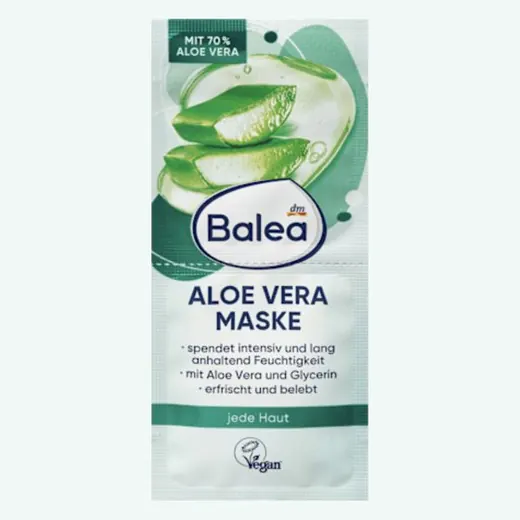 MIT 70%
ALOE VERA
dm
Balea
ALOE VERA
MASKE
· spendet intensiv und lang
anhaltend Feuchtigkeit
· mit Aloe Vera und Glycerin
· erfrischt und belebt
jede Haut
Vegan